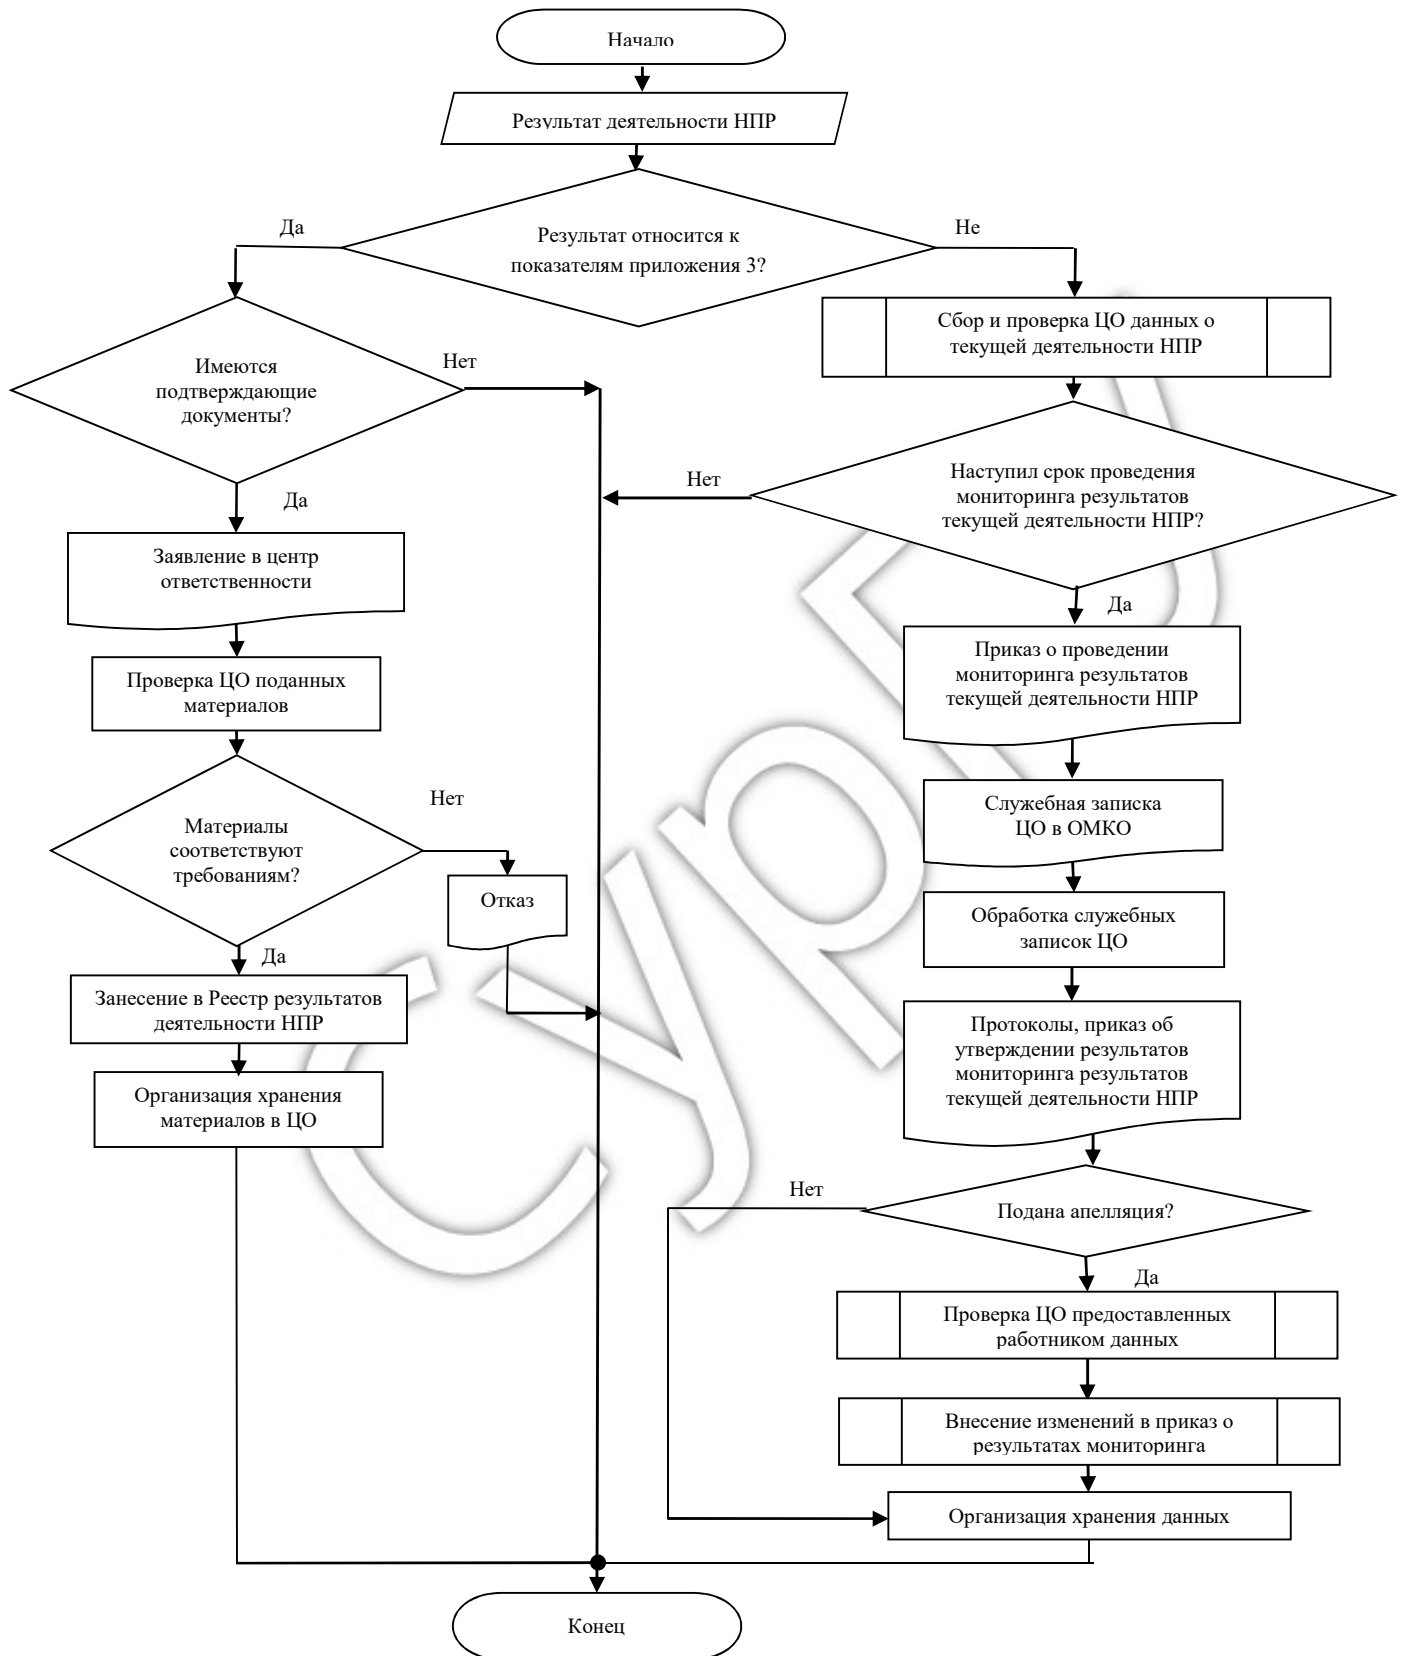 Начало
Результат деятельности НПР
Да
Не
Результат относится к
показателям приложения 3?
Сбор и проверка ЦО данных о
текущей деятельности НПР
Имеются
подтверждающие
документы?
Нет
Наступил срок проведения
мониторинга результатов
текущей деятельности НПР?
Нет
Да
Заявление в центр
ответственности
Да
Приказ о проведении
мониторинга результатов
текущей деятельности НПР
Проверка ЦО поданных
материалов
Служебная записка
ЦО в ОМКО
Нет
Материалы
соответствуют
требованиям?
Отказ
Обработка служебных
записок ЦО
Да
Занесение в Реестр результатов
деятельности НПР
Протоколы, приказ об
утверждении результатов
мониторинга результатов
текущей деятельности НПР
Организация хранения
материалов в ЦО
Нет
Подана апелляция?
Да
Проверка ЦО предоставленных
работником данных
Внесение изменений в приказ о
результатах мониторинга
Организация хранения данных
Конец